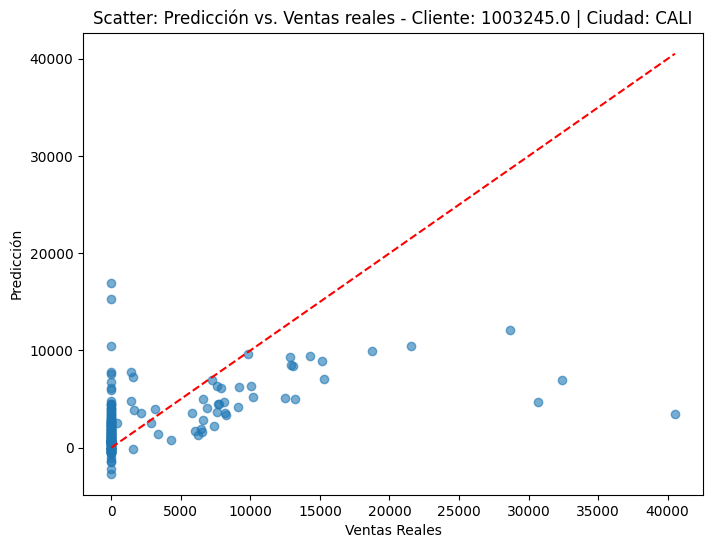 Scatter: Predicción vs. Ventas reales - Cliente: 1003245.0 | Ciudad: CALI
40000
30000
20000
10000
0
Predicción
0 5000 10000 15000 20000 25000 30000 35000 40000
Ventas Reales